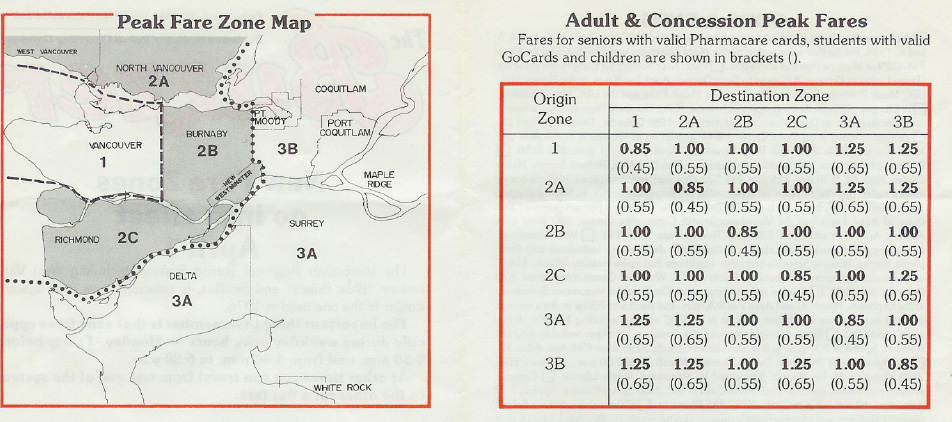 Peak Fare Zone Map
WEST VANCOUVER
NORTH VANCOUVER
2A
COQUITLAM
PT.
MOODY
PORT
COQUITLAM
BURNABY
2B
3B
VANCOUVER
1
NEW
WESTMINSTER
MAPLE
RIDGE
SURREY
3A
RICHMOND 2C
DELTA
3A
WHITE ROCK
Adult & Concession Peak Fares
Fares for seniors with valid Pharmacare cards, students with valid
GoCards and children are shown in brackets ().
Origin
Zone
Destination Zone
1 2A 2B 2C 3A 3B
1 0.85 1.00 1.00 1.00 1.25 1.25
(0.45) (0.55) (0.55) (0.55) (0.65) (0.65)
2A 1.00 0.85 1.00 1.00 1.25 1.25
(0.55) (0.45) (0.55) (0.55) (0.65) (0.65)
2B 1.00 1.00 0.85 1.00 1.00 1.00
(0.55) (0.55) (0.45) (0.55) (0.55) (0.55)
2C 1.00 1.00 1.00 0.85 1.00 1.25
(0.55) (0.55) (0.55) (0.45) (0.55) (0.65)
3A 1.25 1.25 1.00 1.00 0.85 1.00
(0.65) (0.65) (0.55) (0.55) (0.45) (0.55)
3B 1.25 1.25 1.00 1.25 1.00 0.85
(0.65) (0.65) (0.55) (0.65) (0.55) (0.45)